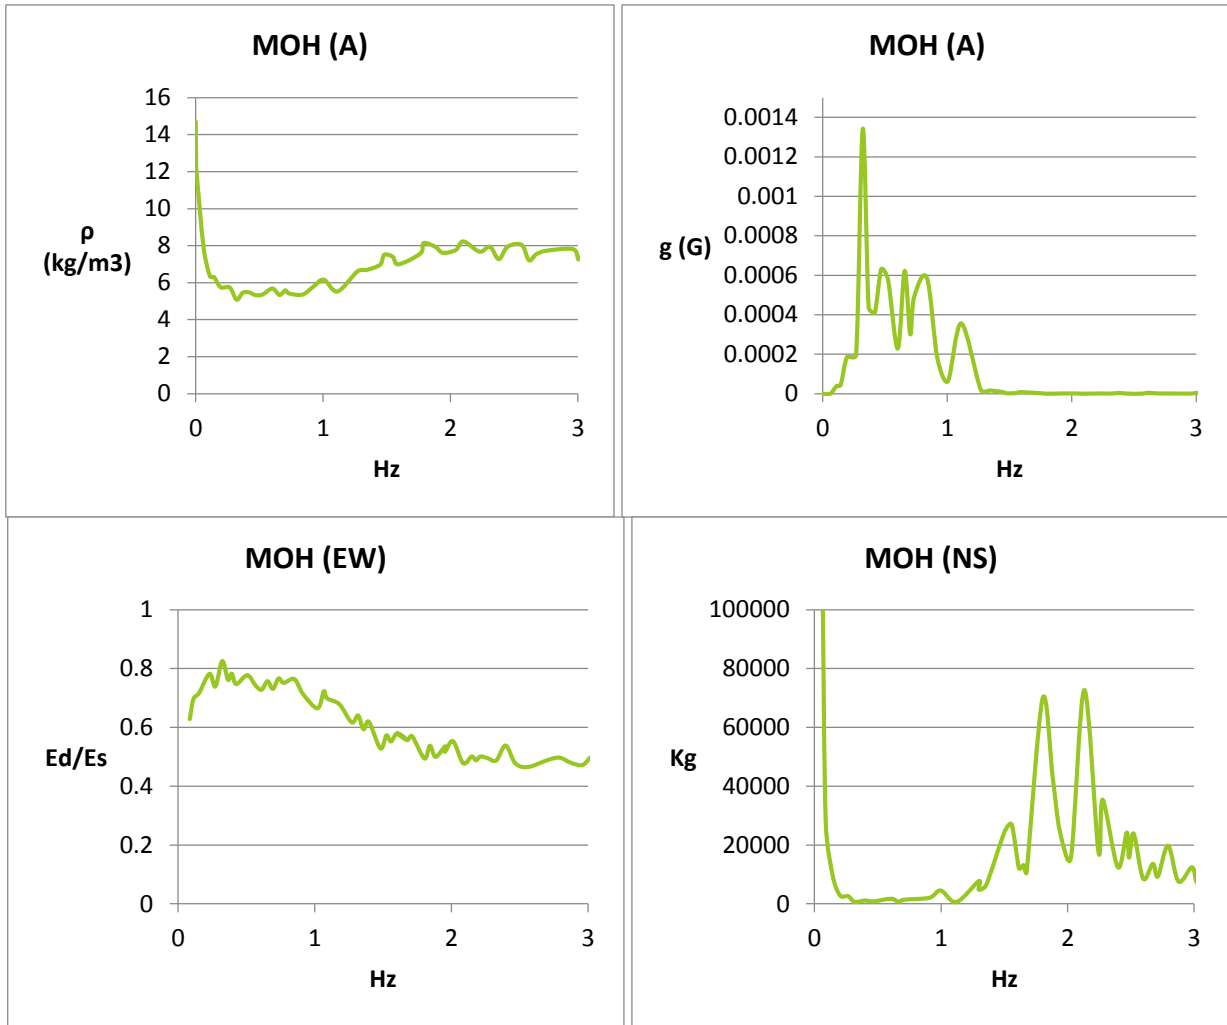 MOH (A)
16
14
12
10
8
6
4
2
0
ρ
(kg/m3)
0 1 2 3
Hz
MOH (A)
0.0014
0.0012
0.001
0.0008
0.0006
0.0004
0.0002
0
g (G)
0 1 2 3
Hz
MOH (EW)
1
0.8
0.6
0.4
0.2
0
Ed/Es
0 1 2 3
Hz
MOH (NS)
100000
80000
60000
40000
20000
0
Kg
0 1 2 3
Hz